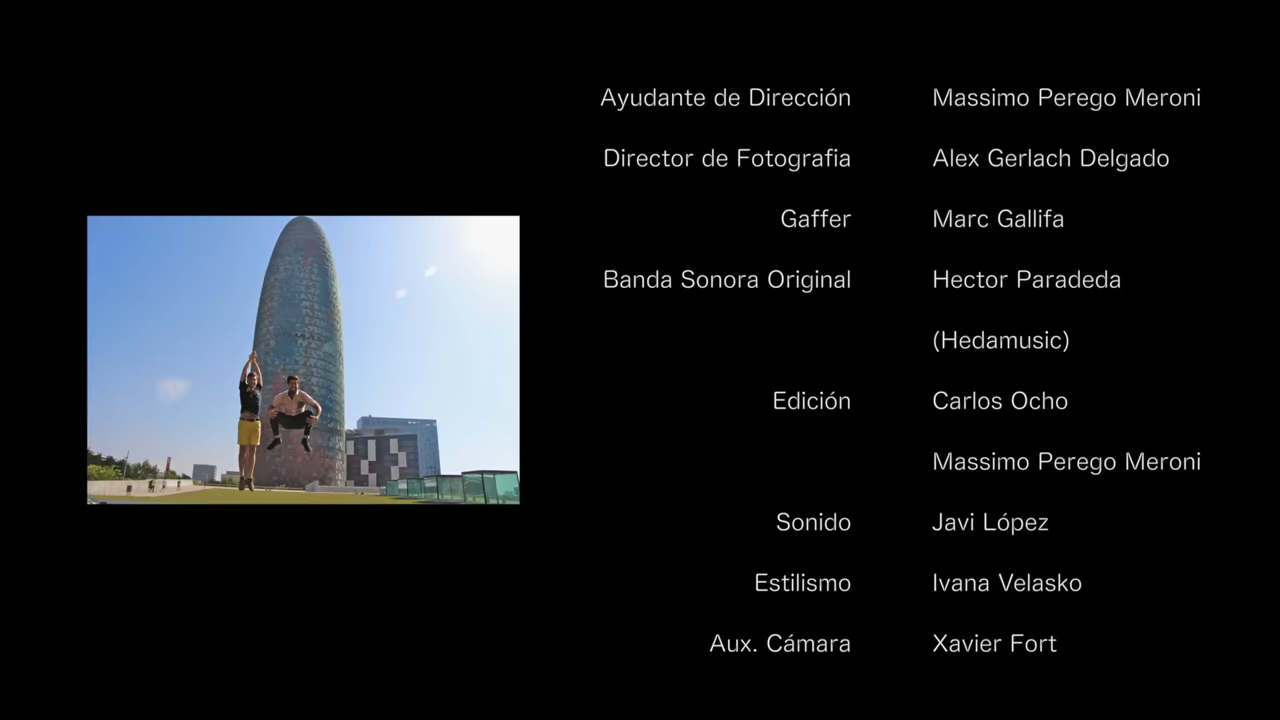 Ayudante de Dirección Massimo Perego Meroni
Director de Fotografia Alex Gerlach Delgado
Gaffer Marc Gallifa
Banda Sonora Original Hector Paradeda
(Hedamusic)
Edición Carlos Ocho
Massimo Perego Meroni
Sonido Javi López
Estilismo Ivana Velasko
Aux. Cámara Xavier Fort